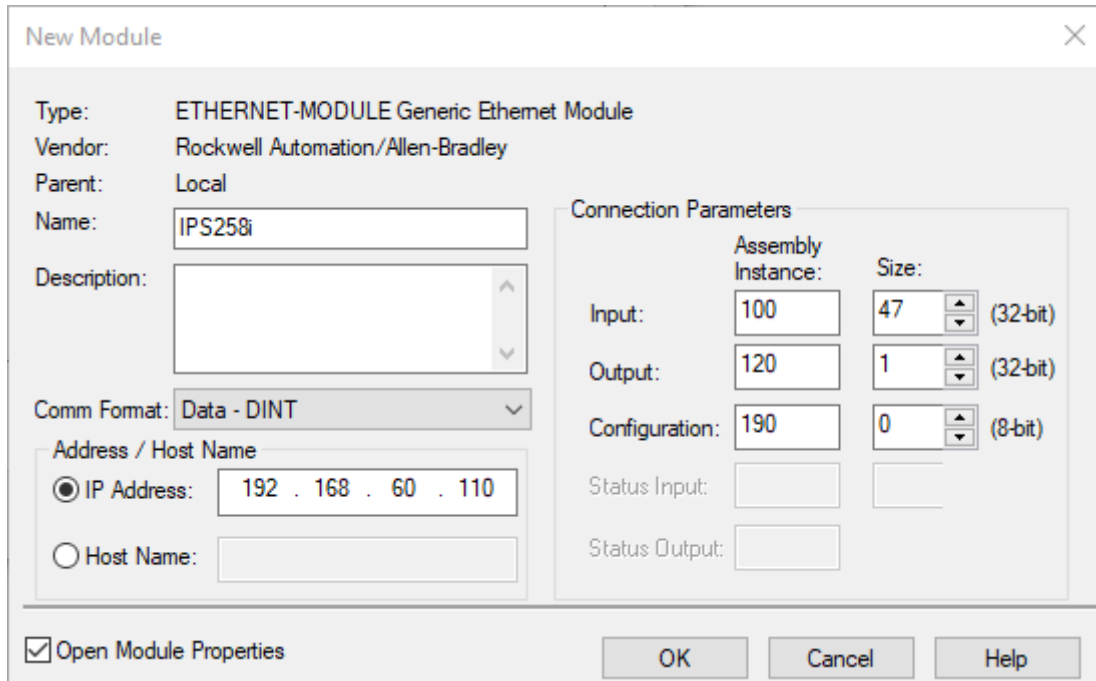 New Module
Type: ETHERNET-MODULE Generic Ethernet Module
Vendor: Rockwell Automation/Allen-Bradley
Parent: Local
Name: IPS258i
Description:
Comm Format: Data - DINT
Address / Host Name
IP Address: 192 . 168 . 60 . 110
Host Name:
Connection Parameters
Assembly
Instance: Size:
Input: 100 47 (32-bit)
Output: 120 1 (32-bit)
Configuration: 190 0 (8-bit)
Status Input:
Status Output:
Open Module Properties
OK Cancel Help